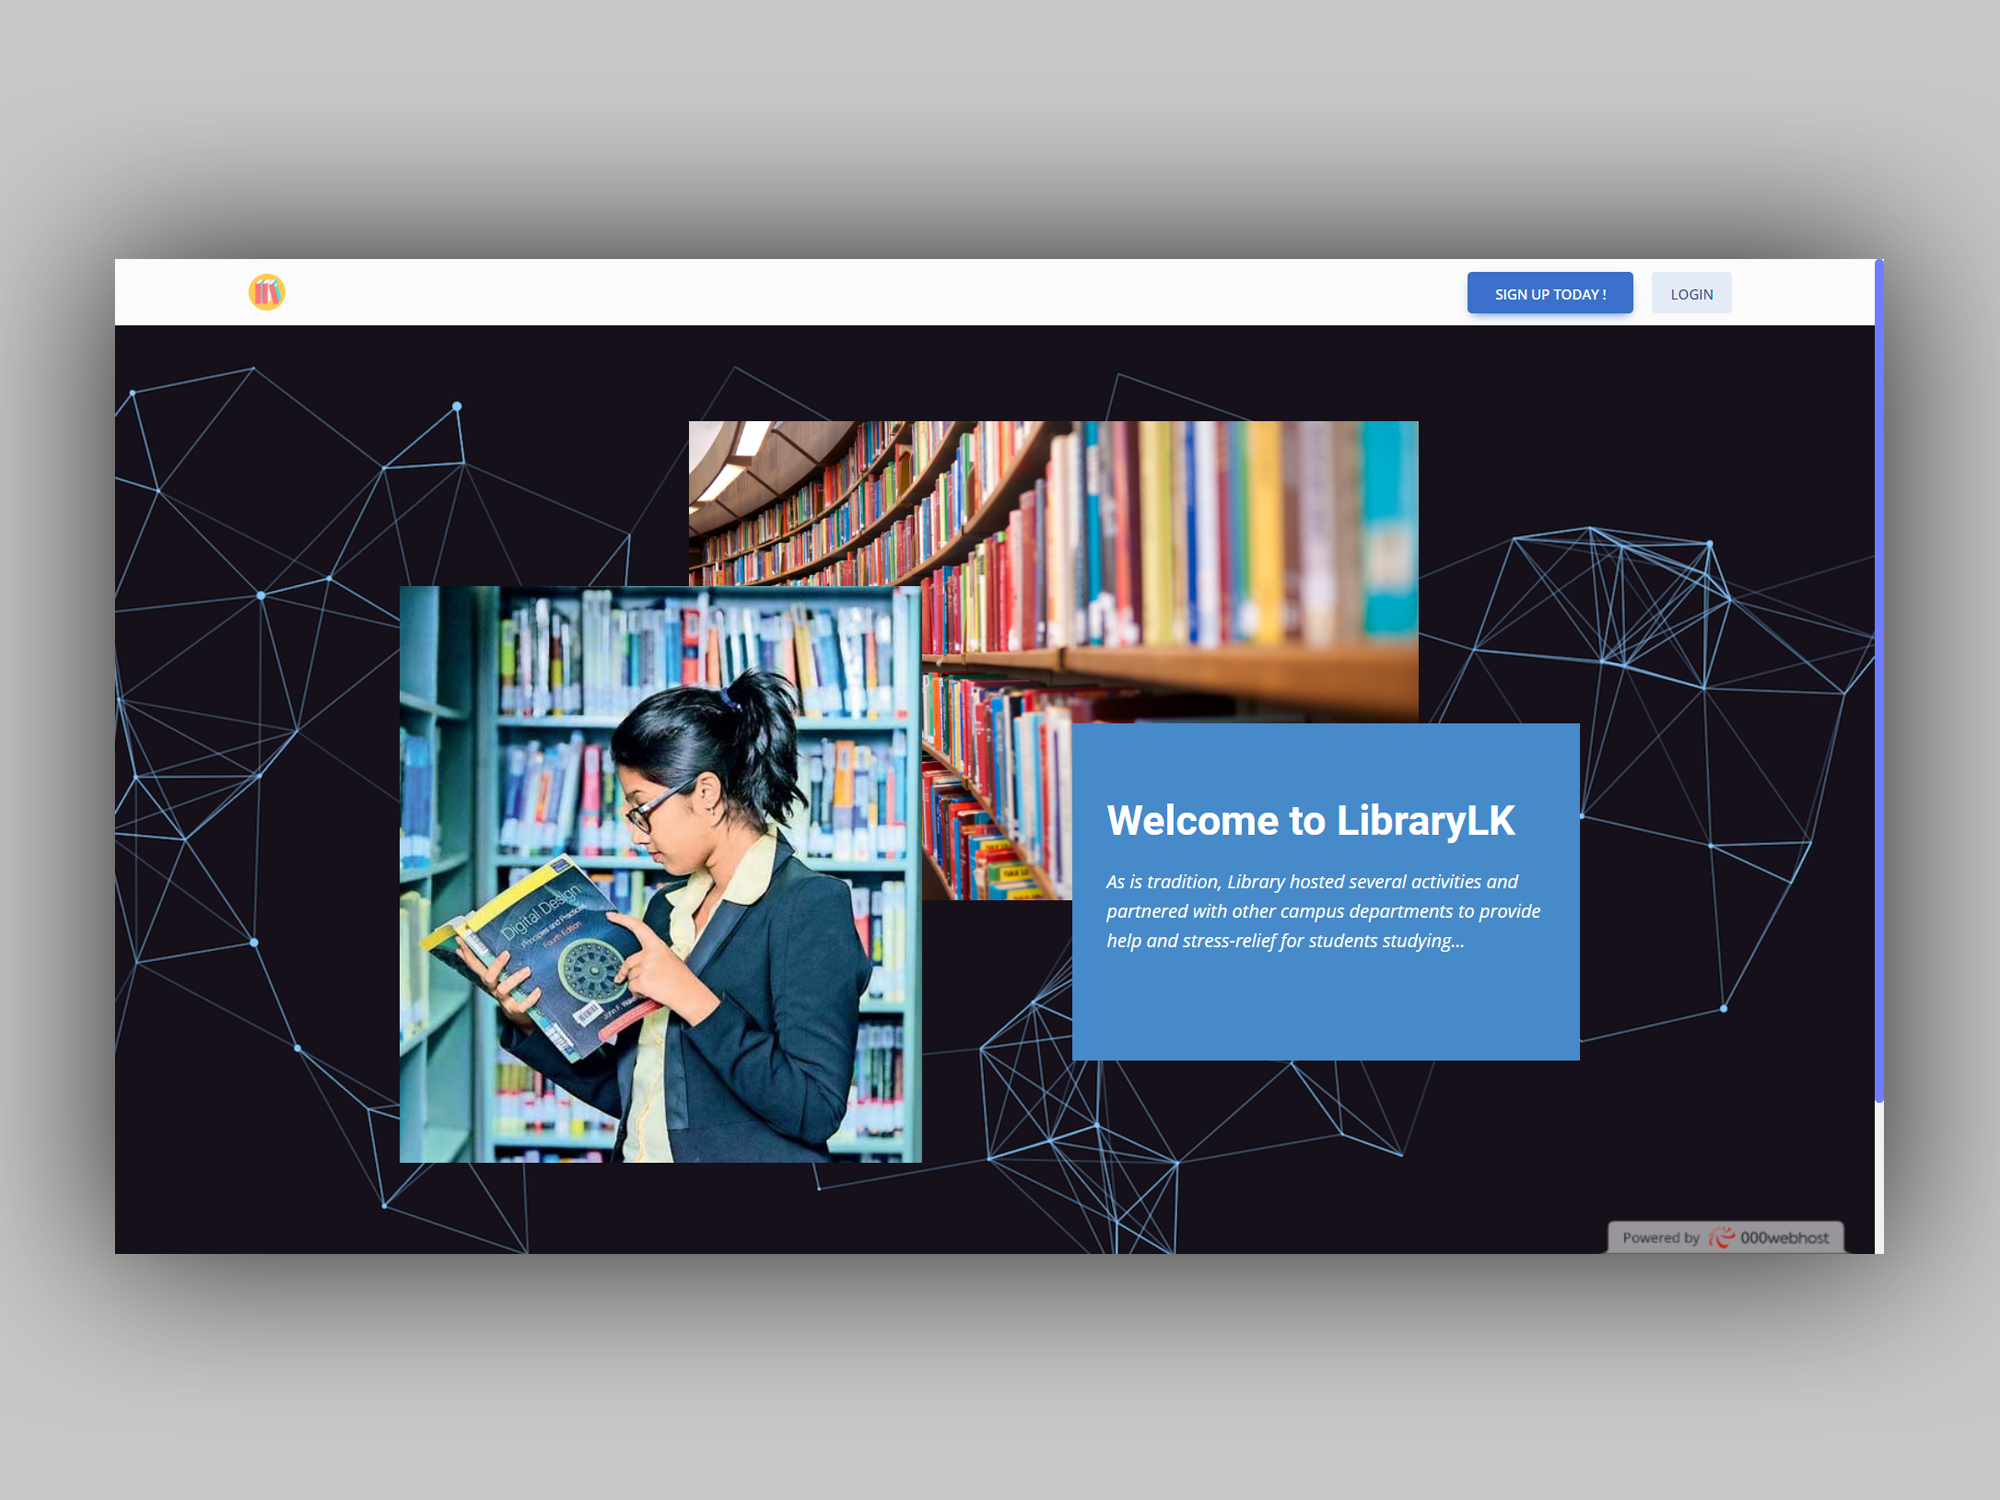 SIGN UP TODAY !
LOGIN
Digital Design
Principles and Practices
Fourth Edition
Welcome to LibraryLK
As is tradition, Library hosted several activities and
partnered with other campus departments to provide
help and stress-relief for students studying...
Powered by 000webhost